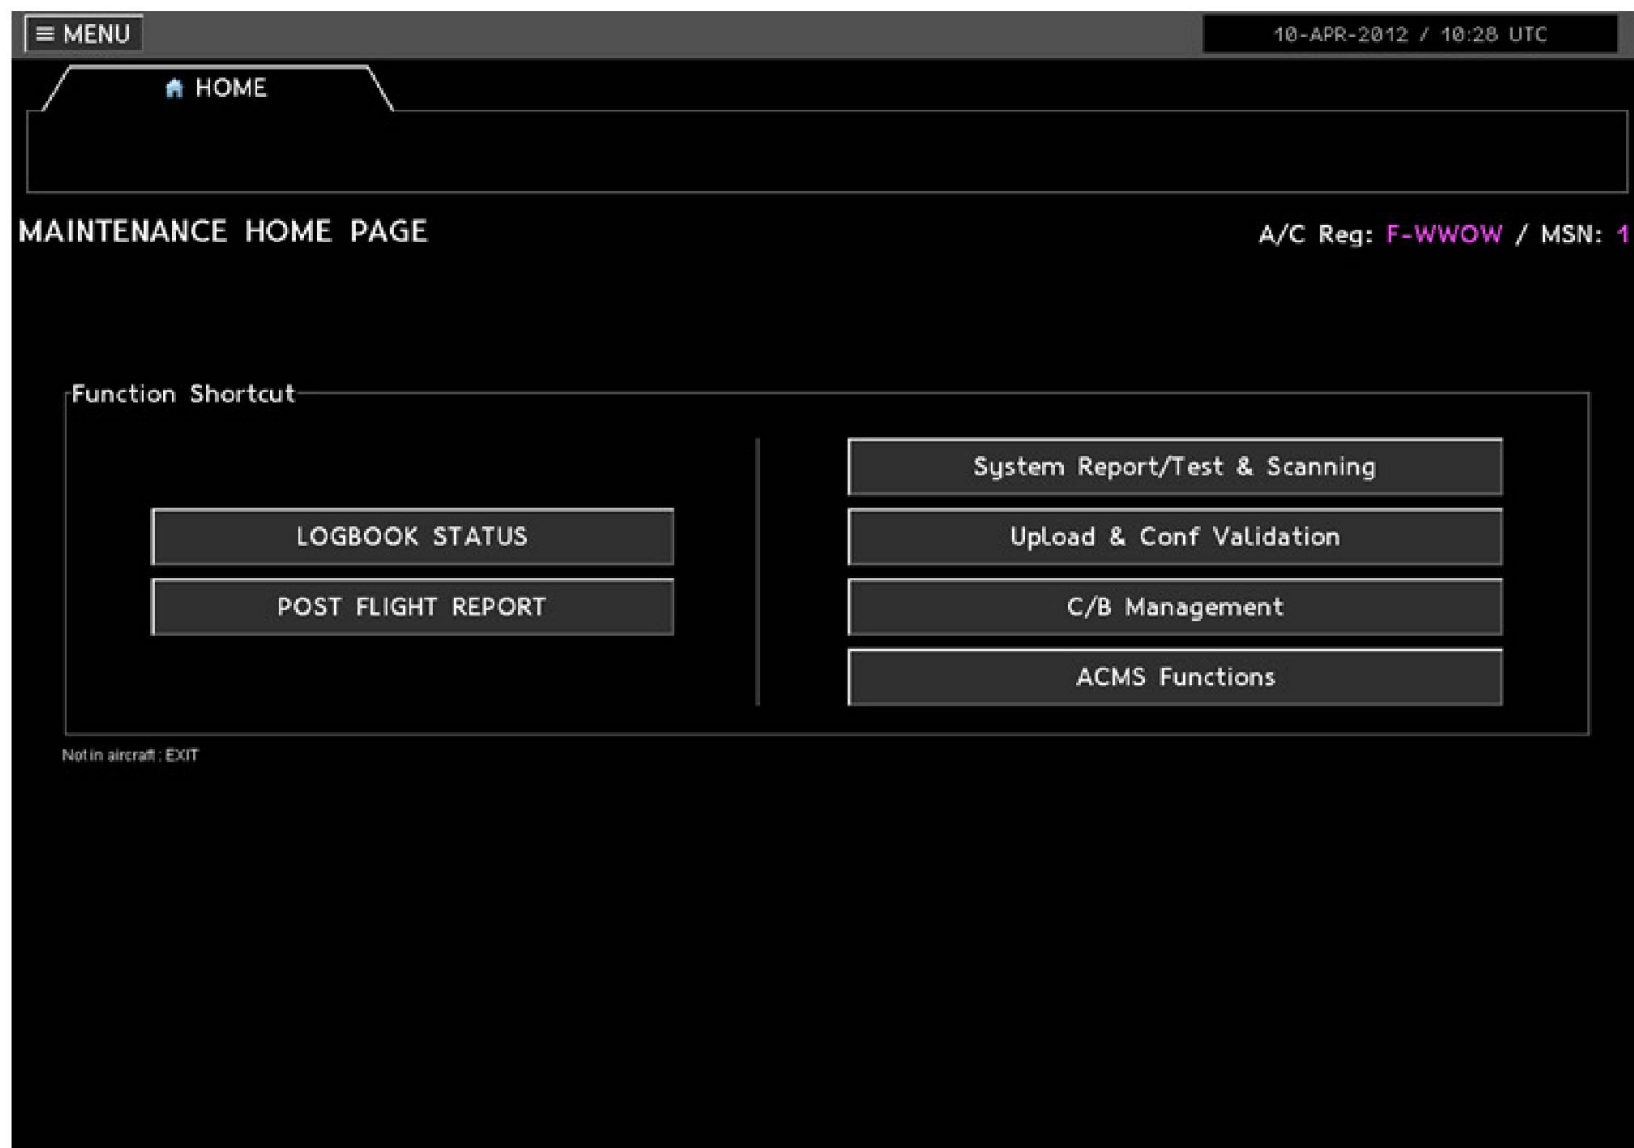 ≡ MENU
10-APR-2012 / 10:28 UTC
HOME
MAINTENANCE HOME PAGE
A/C Reg: F-WWOW / MSN: 1
Function Shortcut
LOGBOOK STATUS
POST FLIGHT REPORT
System Report/Test & Scanning
Upload & Conf Validation
C/B Management
ACMS Functions
Not in aircraft : EXIT